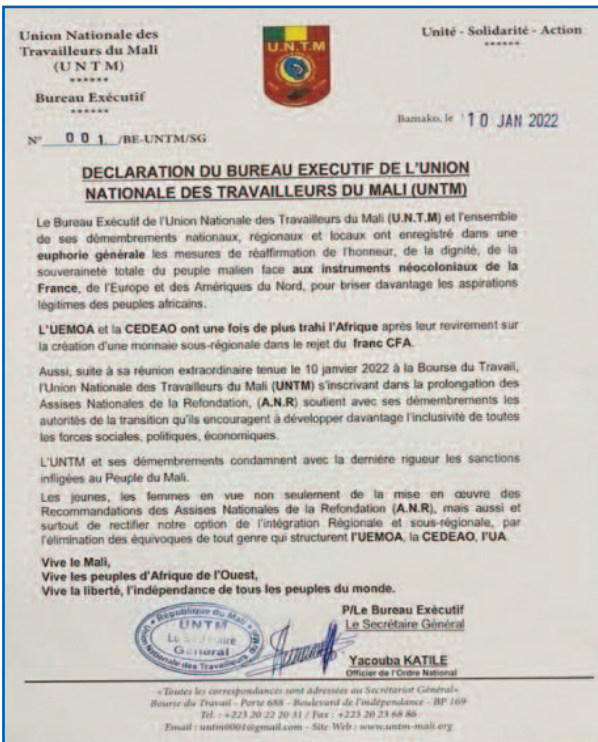 Union Nationale des
Travailleurs du Mali
(U N T M)
******
Bureau Exécutif
******
N° 001 /BE-UNTM/SG
U.N.T.M
Unité - Solidarité - Action
******
Bamako, le 10 JAN 2022
DECLARATION DU BUREAU EXECUTIF DE L'UNION
NATIONALE DES TRAVAILLEURS DU MALI (UNTM)
Le Bureau Exécutif de l'Union Nationale des Travailleurs du Mali (U.N.T.M) et l'ensemble
de ses démembrements nationaux, régionaux et locaux ont enregistré dans une
euphorie générale les mesures de réaffirmation de l'honneur, de la dignité, de la
souveraineté totale du peuple malien face aux instruments néocoloniaux de la
France, de l'Europe et des Amériques du Nord, pour briser davantage les aspirations
légitimes des peuples africains.
L'UEMOA et la CEDEAO ont une fois de plus trahi l'Afrique après leur revirement sur
la création d'une monnaie sous-régionale dans le rejet du franc CFA.
Aussi, suite à sa réunion extraordinaire tenue le 10 janvier 2022 à la Bourse du Travail,
l'Union Nationale des Travailleurs du Mali (UNTM) s'inscrivant dans la prolongation des
Assises Nationales de la Refondation, (A.N.R) soutient avec ses démembrements les
autorités de la transition qu'ils encouragent à développer davantage l'inclusivité de toutes
les forces sociales, politiques, économiques.
L'UNTM et ses démembrements condamnent avec la dernière rigueur les sanctions
infligées au Peuple du Mali.
Les jeunes, les femmes en vue non seulement de la mise en œuvre des
Recommandations des Assises Nationales de la Refondation (A.N.R), mais aussi et
surtout de rectifier notre option de l'intégration Régionale et sous-régionale, par
l'élimination des équivoques de tout genre qui structurent l'UEMOA, la CEDEAO, l'UA.
Vive le Mali,
Vive les peuples d'Afrique de l'Ouest,
Vive la liberté, l'indépendance de tous les peuples du monde.
P/Le Bureau Exécutif
Le Secrétaire Général
République du Mali
UNTM
Le Secrétaire
Général
Union Nationale des Travailleurs
Yacouba KATILE
Officier de l'Ordre National
«Toutes les correspondances sont adressées au Secrétariat Général»
Bourse du Travail - Porte 688 - Boulevard de l'indépendance - BP 169
Tel. : +223 20 22 20 31 / Fax : +223 20 23 68 86
Email : untm0001@gmail.com - Site Web : www.untm-mali.org